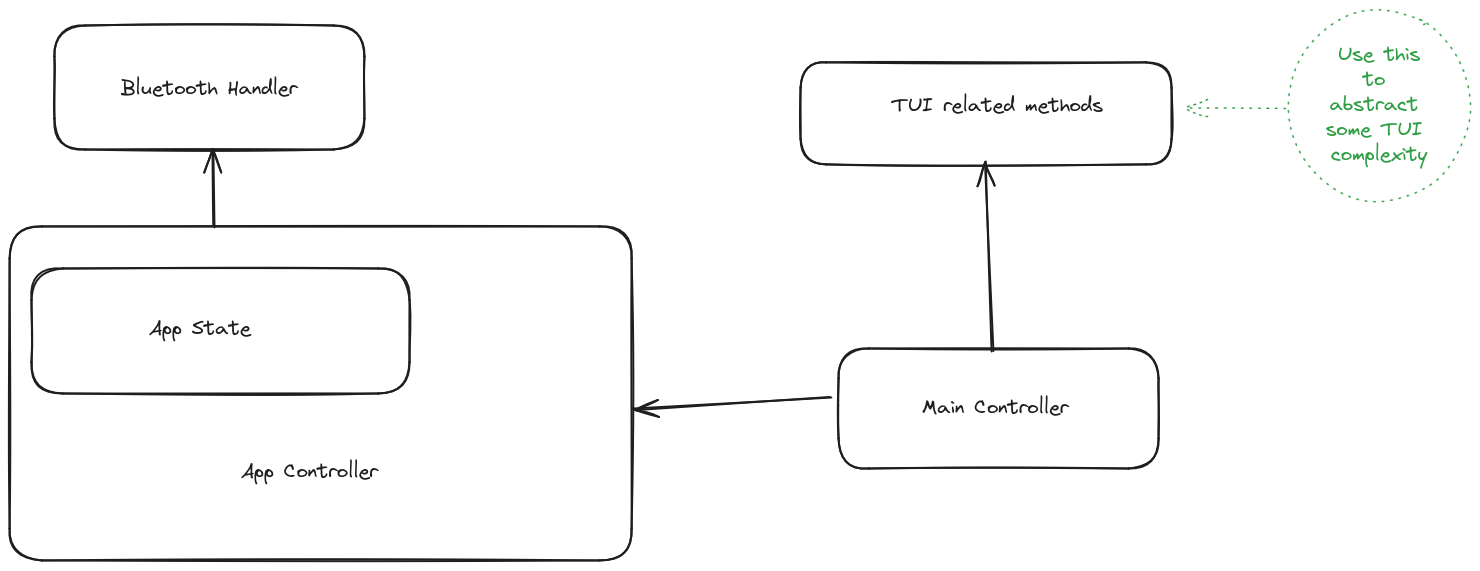 Bluetooth Handler
TUI related methods
Use this
to
abstract
some TUI
complexity
App State
Main Controller
App Controller